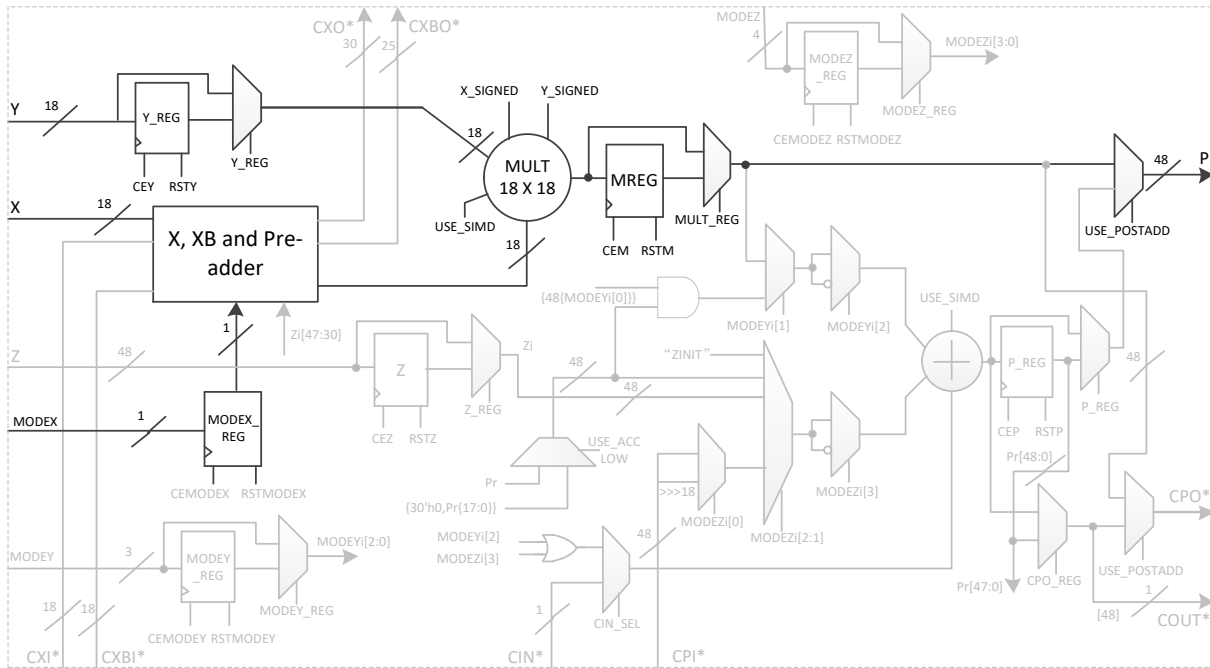 CXO*
CXBO*
30
25
MODEZ
4
MODEZ
_REG
MODEZi[3:0]
MODEZ_REG
CEMODEZ RSTMODEZ
Y
18
Y_REG
Y_REG
CEY
RSTY
X_SIGNED
Y_SIGNED
18
MULT
18 X 18
USE_SIMD
18
MREG
MULT_REG
CEM
RSTM
48
P
USE_POSTADD
X
18
X, XB and Pre-
adder
1
Zi[47:30]
{48{MODEYi[0]}}
MODEYi[1]
MODEYi[2]
USE_SIMD
Z
48
Z
Zi
Z_REG
CEZ
RSTZ
48
48
"ZINIT"
P_REG
P_REG
CEP
RSTP
48
MODEX
1
MODEX_
REG
CEMODEX
RSTMODEX
USE_ACC
LOW
Pr
{30'h0,Pr{17:0}}
>>>18
MODEZi[0]
MODEZi[3]
MODEZi[2:1]
Pr[48:0]
CPO*
CPO_REG
USE_POSTADD
Pr[47:0]
[48]
1
COUT*
MODEY
3
MODEY
_REG
MODEYi[2:0]
MODEY_REG
CEMODEY RSTMODEY
MODEYi[2]
MODEZi[3]
48
1
CIN_SEL
18
18
CXI*
CXBI*
CIN*
CPI*